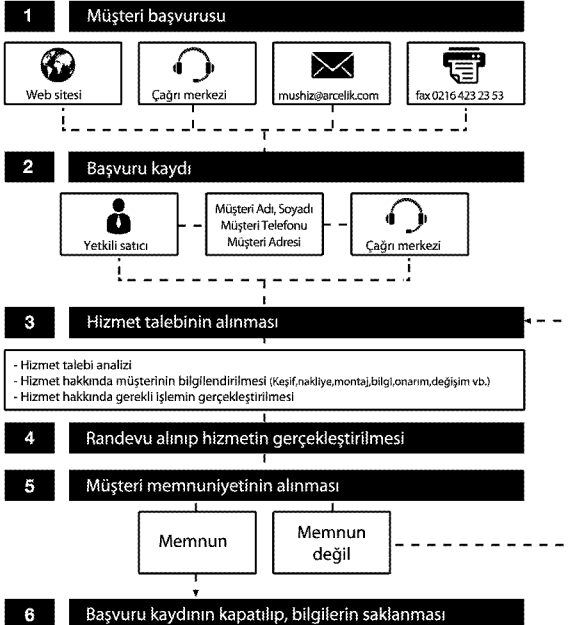 1 Müşteri başvurusu
Web sitesi
Çağrı merkezi
mushiz@arcelik.com
fax 0216 423 23 53
2 Başvuru kaydı
Yetkili satıcı
Müşteri Adı, Soyadı
Müşteri Telefonu
Müşteri Adresi
Çağrı merkezi
3 Hizmet talebinin alınması
- Hizmet talebi analizi
- Hizmet hakkında müşterinin bilgilendirilmesi (Keşif,nakliye,montaj,bilgi,onarım,değişim vb.)
- Hizmet hakkında gerekli işlemin gerçekleştirilmesi
4 Randevu alınıp hizmetin gerçekleştirilmesi
5 Müşteri memnuniyetinin alınması
Memnun
Memnun
değil
6 Başvuru kaydının kapatılıp, bilgilerin saklanması